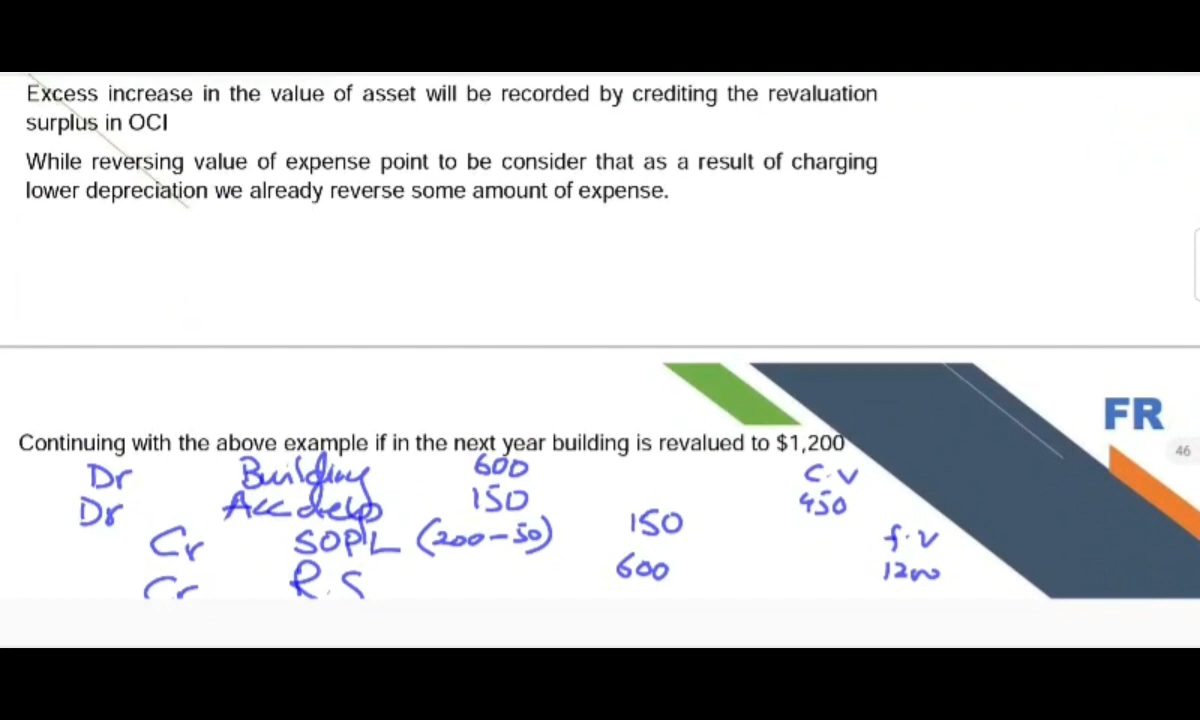 Excess increase in the value of asset will be recorded by crediting the revaluation
surplus in OCI
While reversing value of expense point to be consider that as a result of charging
lower depreciation we already reverse some amount of expense.
FR
46
Continuing with the above example if in the next year building is revalued to $1,200
Dr Building 600 C.V
Dr Acc dep 150 450
Cr SOPL (200-50) 150 f.v
Cr R.S 600 1200